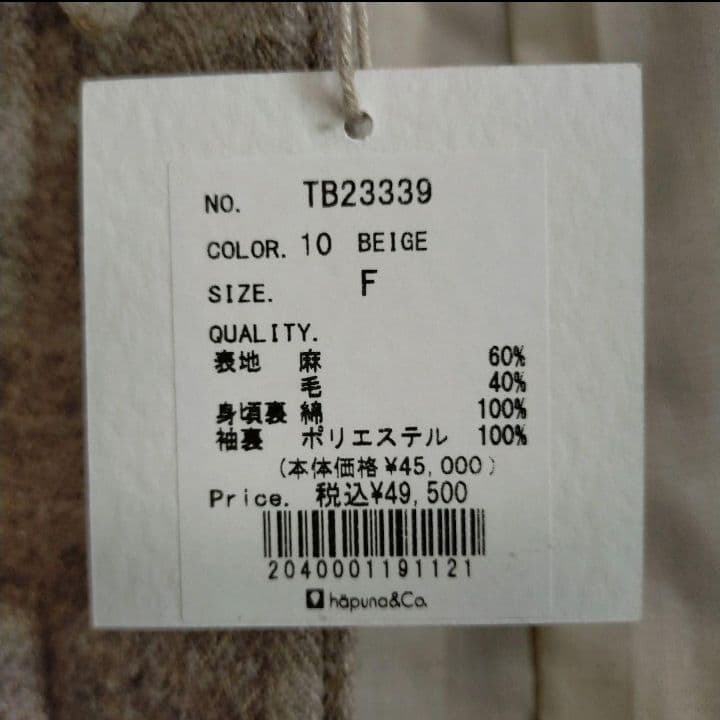 NO. TB23339
COLOR. 10 BEIGE
SIZE. F
QUALITY.
表地 麻 60%
毛 40%
身頃裏 綿 100%
袖裏 ポリエステル 100%
(本体価格 ¥45,000)
Price. 税込¥49,500
2040001191121
häpuna&Co.